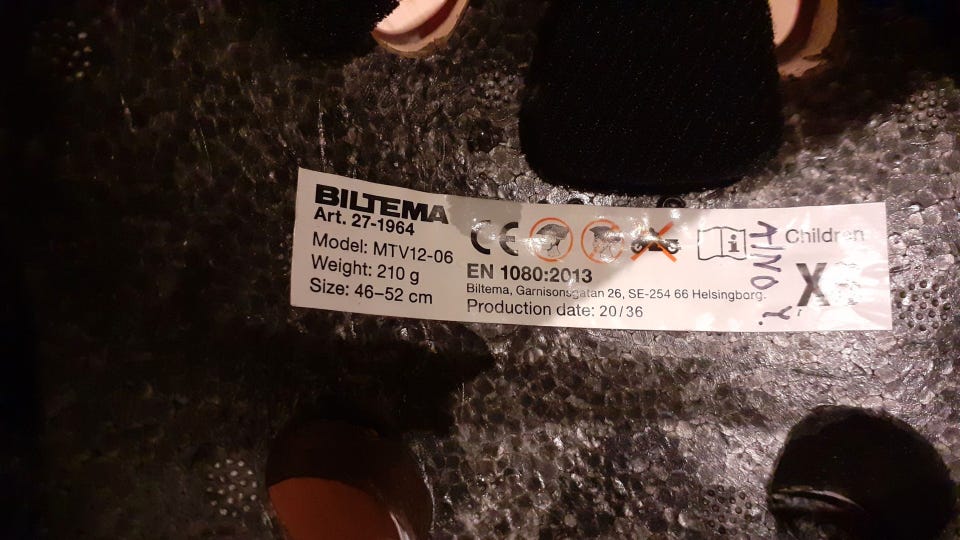 BILTEMA
Art. 27-1964
Model: MTV12-06
Weight: 210 g
Size: 46–52 cm
CE
EN 1080:2013
Biltema, Garnisonsgatan 26, SE-254 66 Helsingborg.
Production date: 20/36
Children